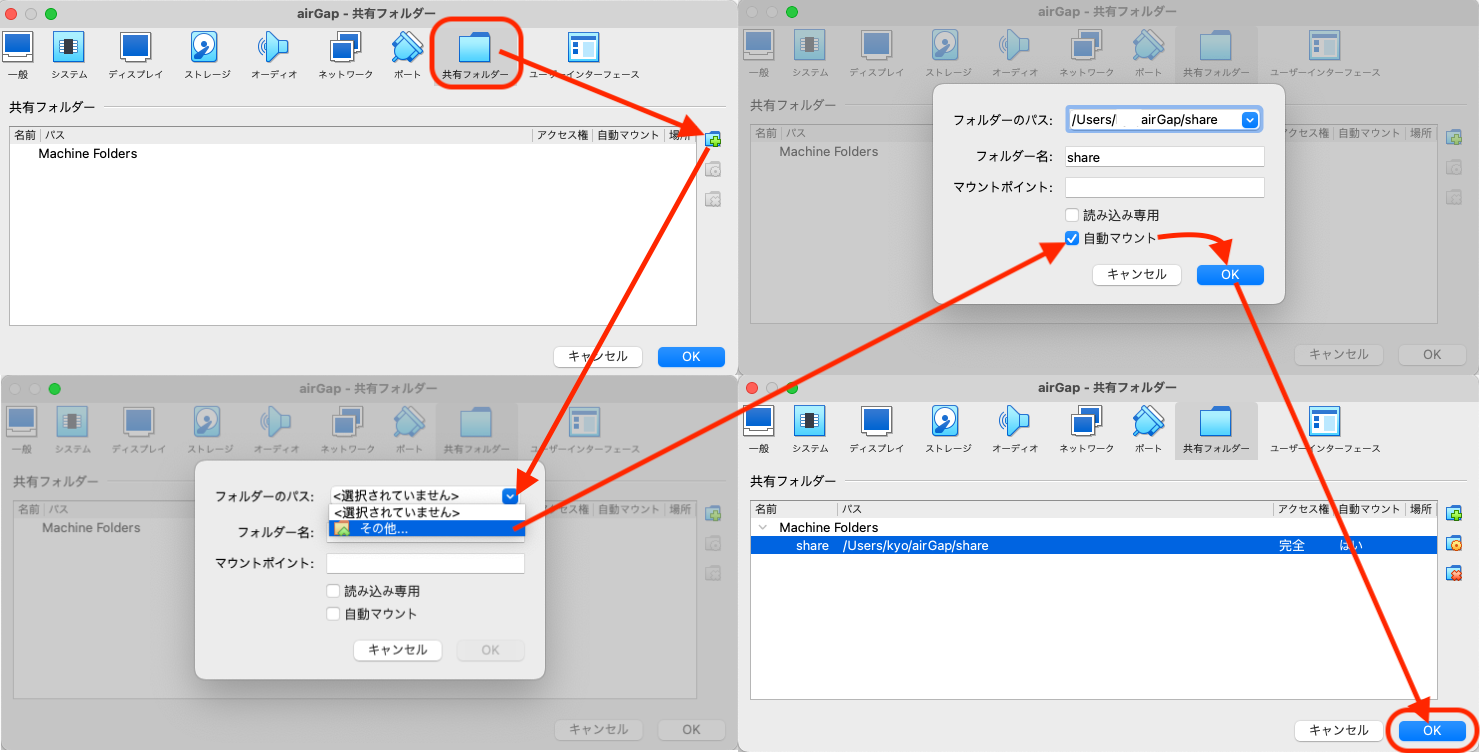 airGap - 共有フォルダー
一般 システム ディスプレイ ストレージ オーディオ ネットワーク ポート 共有フォルダー ユーザーインターフェース
共有フォルダー
名前 パス アクセス権 自動マウント 場所
Machine Folders
キャンセル OK
airGap - 共有フォルダー
一般 システム ディスプレイ ストレージ オーディオ ネットワーク ポート 共有フォルダー ユーザーインターフェース
共有フォルダー
名前 パス アクセス権 自動マウント 場所
Machine Folders
フォルダーのパス: /Users/ airGap/share
フォルダー名: share
マウントポイント:
読み込み専用
自動マウント
キャンセル OK
キャンセル OK
airGap - 共有フォルダー
一般 システム ディスプレイ ストレージ オーディオ ネットワーク ポート 共有フォルダー ユーザーインターフェース
共有フォルダー
名前 パス アクセス権 自動マウント 場所
Machine Folders
フォルダーのパス: <選択されていません>
<選択されていません>
フォルダー名: その他...
マウントポイント:
読み込み専用
自動マウント
キャンセル OK
キャンセル OK
airGap - 共有フォルダー
一般 システム ディスプレイ ストレージ オーディオ ネットワーク ポート 共有フォルダー ユーザーインターフェース
共有フォルダー
名前 パス アクセス権 自動マウント 場所
Machine Folders
share /Users/kyo/airGap/share 完全 はい
キャンセル OK